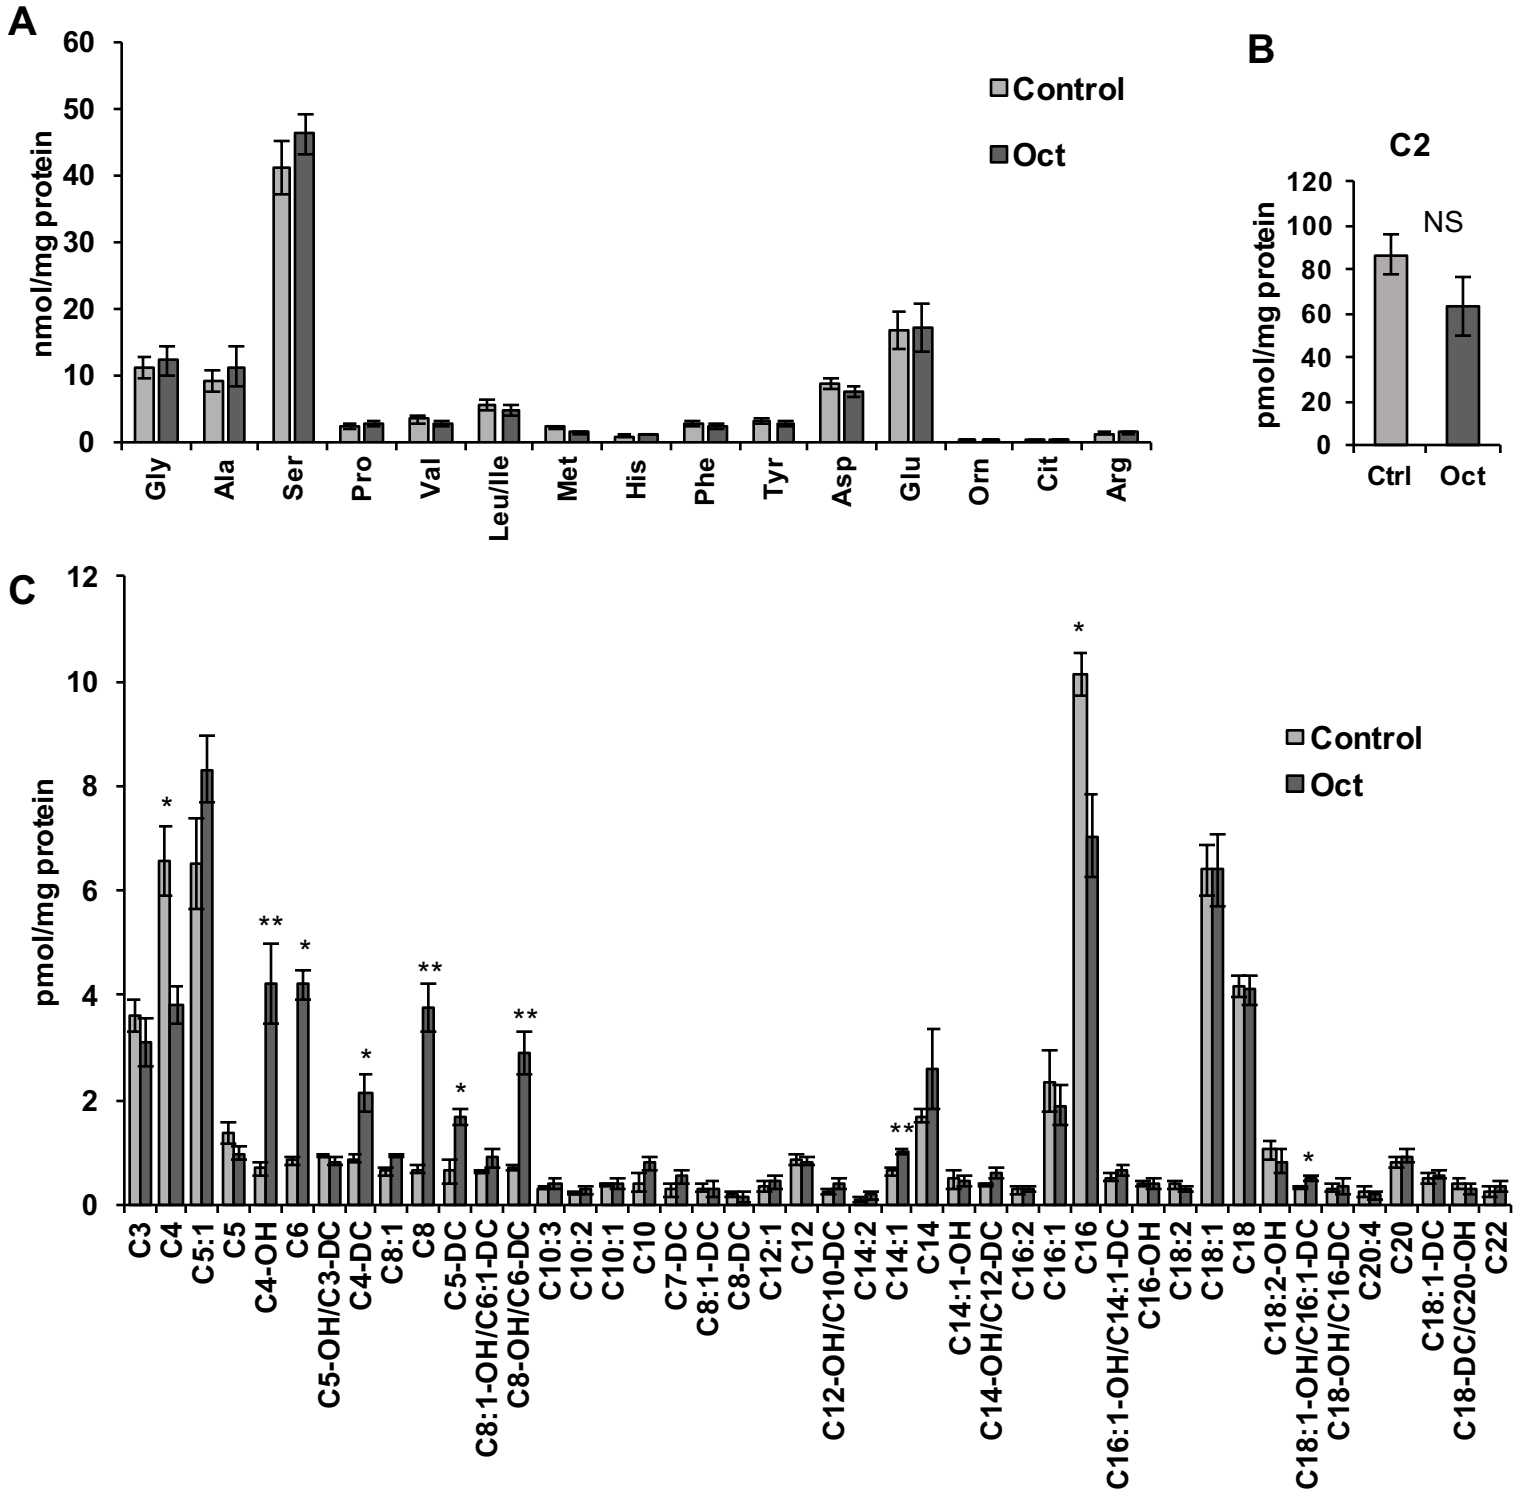 A
60
50
40
30
20
10
0
nmol/mg protein
Control
Oct
Gly
Ala
Ser
Pro
Val
Leu/Ile
Met
His
Phe
Tyr
Asp
Glu
Orn
Cit
Arg
B
C2
120
100
80
60
40
20
0
pmol/mg protein
NS
Ctrl
Oct
C
12
10
8
6
4
2
0
pmol/mg protein
Control
Oct
*
**
*
*
**
*
**
**
*
*
C3
C4
C5:1
C5
C4-OH
C6
C5-OH/C3-DC
C4-DC
C8:1
C8
C5-DC
C8:1-OH/C6:1-DC
C8-OH/C6-DC
C10:3
C10:2
C10:1
C10
C7-DC
C8:1-DC
C8-DC
C12:1
C12
C12-OH/C10-DC
C14:2
C14:1
C14
C14:1-OH
C14-OH/C12-DC
C16:2
C16:1
C16
C16:1-OH/C14:1-DC
C16-OH
C18:2
C18:1
C18
C18:2-OH
C18:1-OH/C16:1-DC
C18-OH/C16-DC
C20:4
C20
C18:1-DC
C18-DC/C20-OH
C22